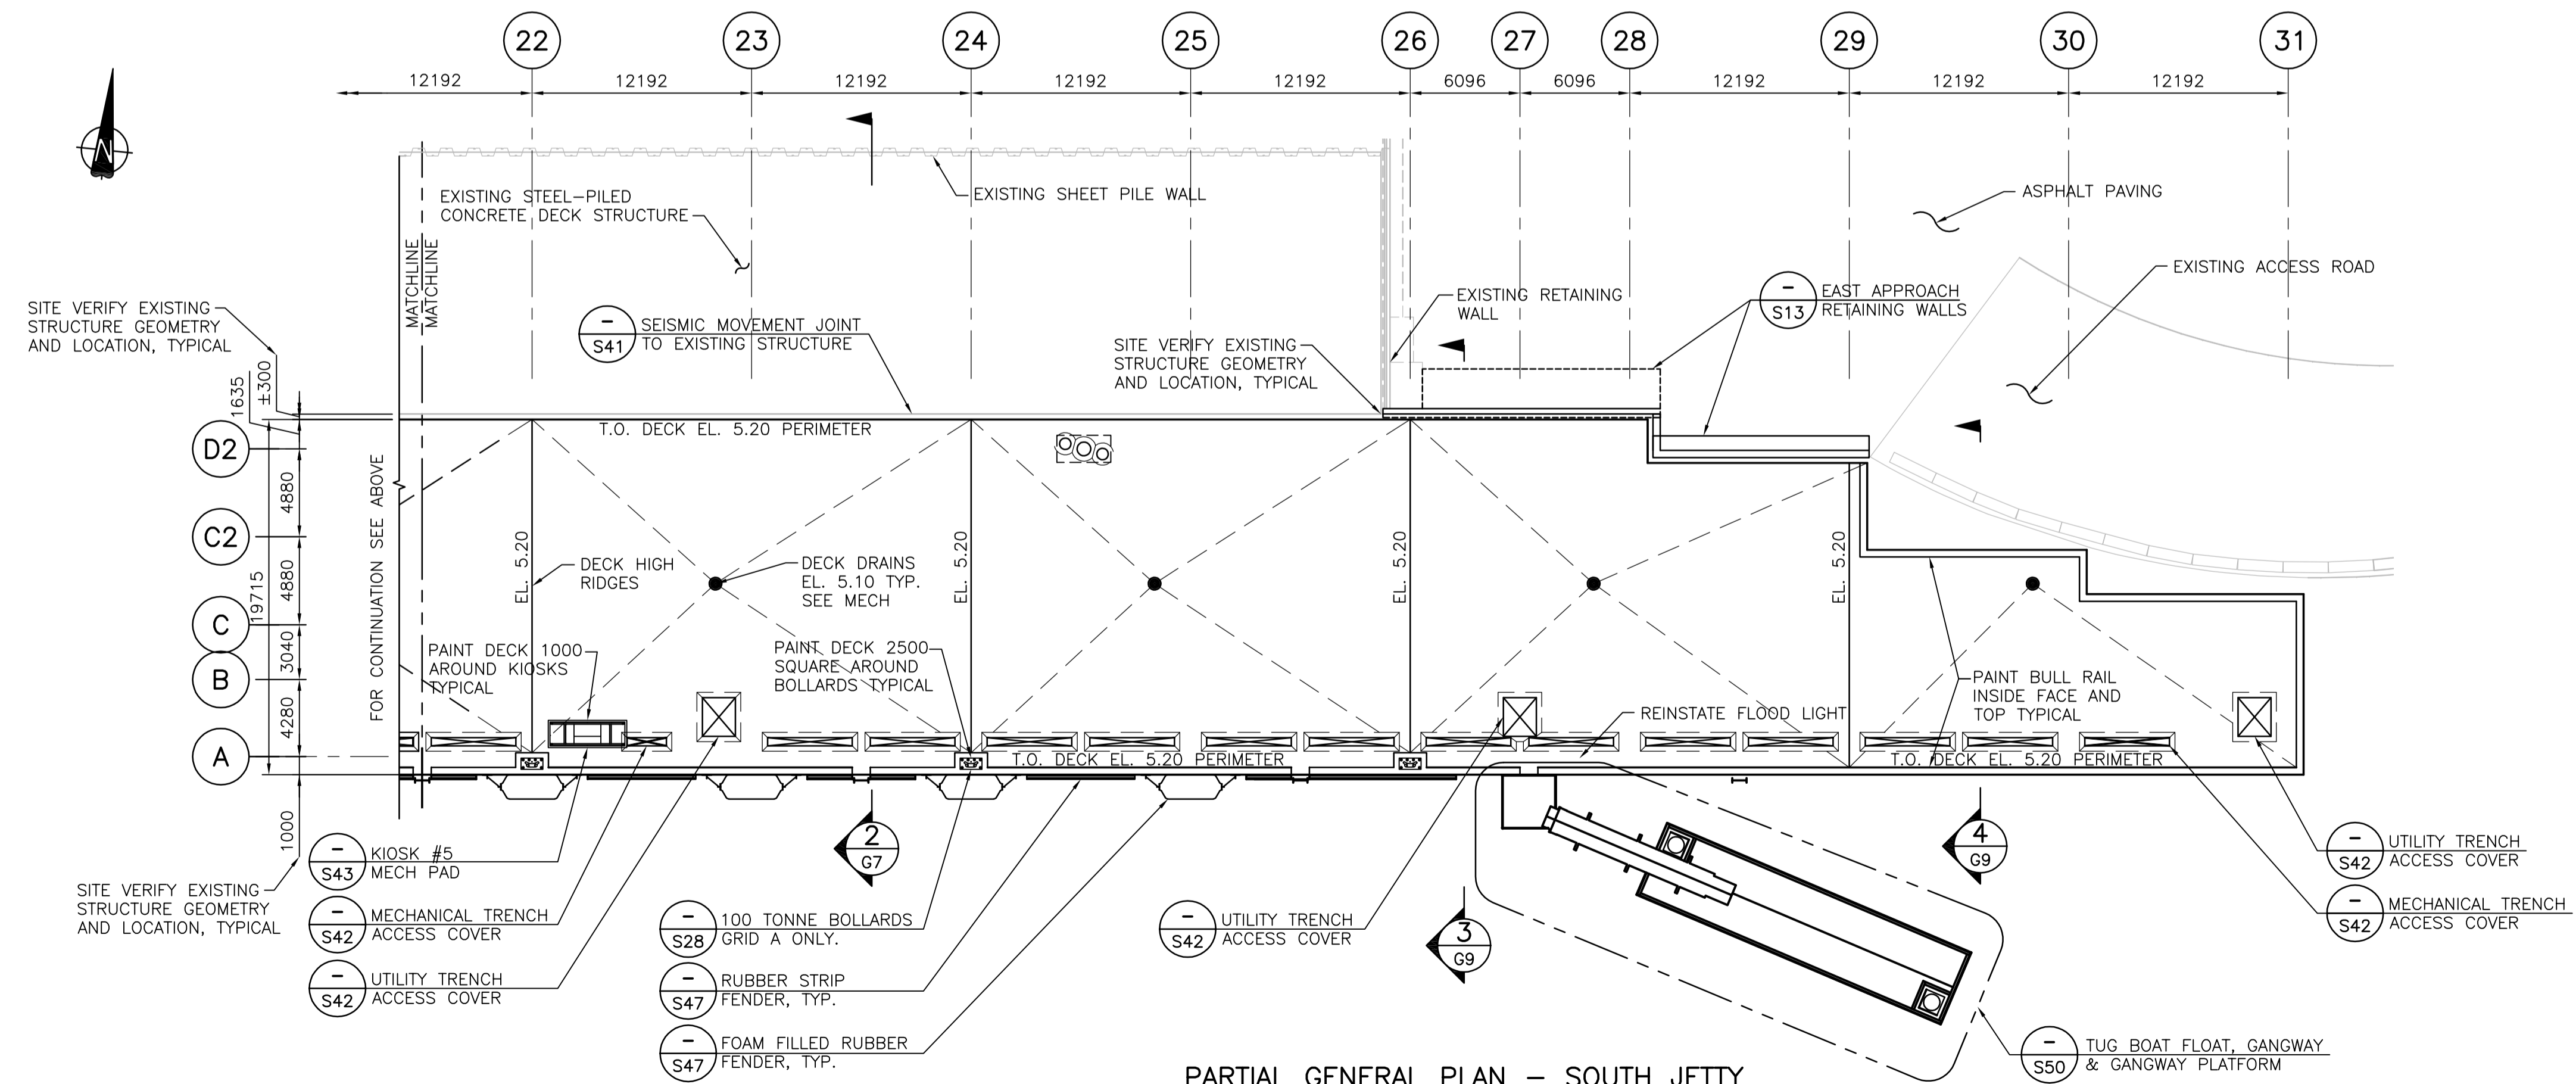 22
23
24
25
26
27
28
29
30
31
12192
12192
12192
12192
12192
6096
6096
12192
12192
12192
N
EXISTING STEEL-PILED
CONCRETE DECK STRUCTURE
EXISTING SHEET PILE WALL
ASPHALT PAVING
EXISTING ACCESS ROAD
MATCHLINE
MATCHLINE
SITE VERIFY EXISTING
STRUCTURE GEOMETRY
AND LOCATION, TYPICAL
-
S41
SEISMIC MOVEMENT JOINT
TO EXISTING STRUCTURE
EXISTING RETAINING
WALL
-
S13
EAST APPROACH
RETAINING WALLS
SITE VERIFY EXISTING
STRUCTURE GEOMETRY
AND LOCATION, TYPICAL
1635
±300
T.O. DECK EL. 5.20 PERIMETER
D2
C2
C
B
A
4880
4880
3040
4280
19715
1000
FOR CONTINUATION SEE ABOVE
EL. 5.20
EL. 5.20
EL. 5.20
EL. 5.20
DECK HIGH
RIDGES
DECK DRAINS
EL. 5.10 TYP.
SEE MECH
PAINT DECK 1000
AROUND KIOSKS
TYPICAL
PAINT DECK 2500
SQUARE AROUND
BOLLARDS TYPICAL
REINSTATE FLOOD LIGHT
PAINT BULL RAIL
INSIDE FACE AND
TOP TYPICAL
T.O. DECK EL. 5.20 PERIMETER
T.O. DECK EL. 5.20 PERIMETER
SITE VERIFY EXISTING
STRUCTURE GEOMETRY
AND LOCATION, TYPICAL
-
S43
KIOSK #5
MECH PAD
-
S42
MECHANICAL TRENCH
ACCESS COVER
-
S42
UTILITY TRENCH
ACCESS COVER
2
G7
-
S28
100 TONNE BOLLARDS
GRID A ONLY.
-
S47
RUBBER STRIP
FENDER, TYP.
-
S47
FOAM FILLED RUBBER
FENDER, TYP.
-
S42
UTILITY TRENCH
ACCESS COVER
3
G9
4
G9
-
S42
UTILITY TRENCH
ACCESS COVER
-
S42
MECHANICAL TRENCH
ACCESS COVER
-
S50
TUG BOAT FLOAT, GANGWAY
& GANGWAY PLATFORM
PARTIAL GENERAL PLAN - SOUTH JETTY